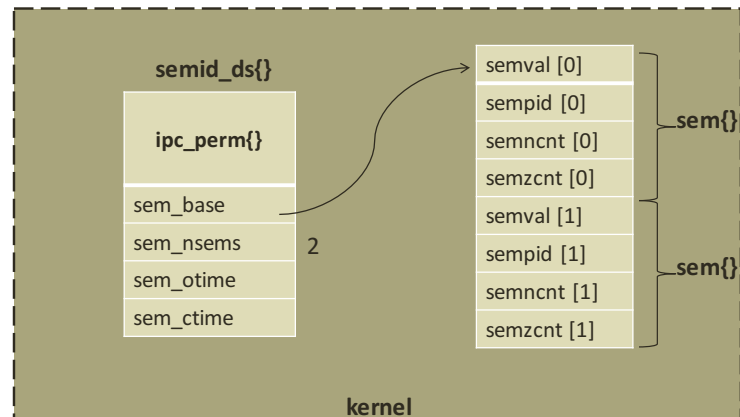 semid_ds{}
ipc_perm{}
sem_base
sem_nsems
2
sem_otime
sem_ctime
semval [0]
sempid [0]
semncnt [0]
semzcnt [0]
semval [1]
sempid [1]
semncnt [1]
semzcnt [1]
sem{}
sem{}
kernel